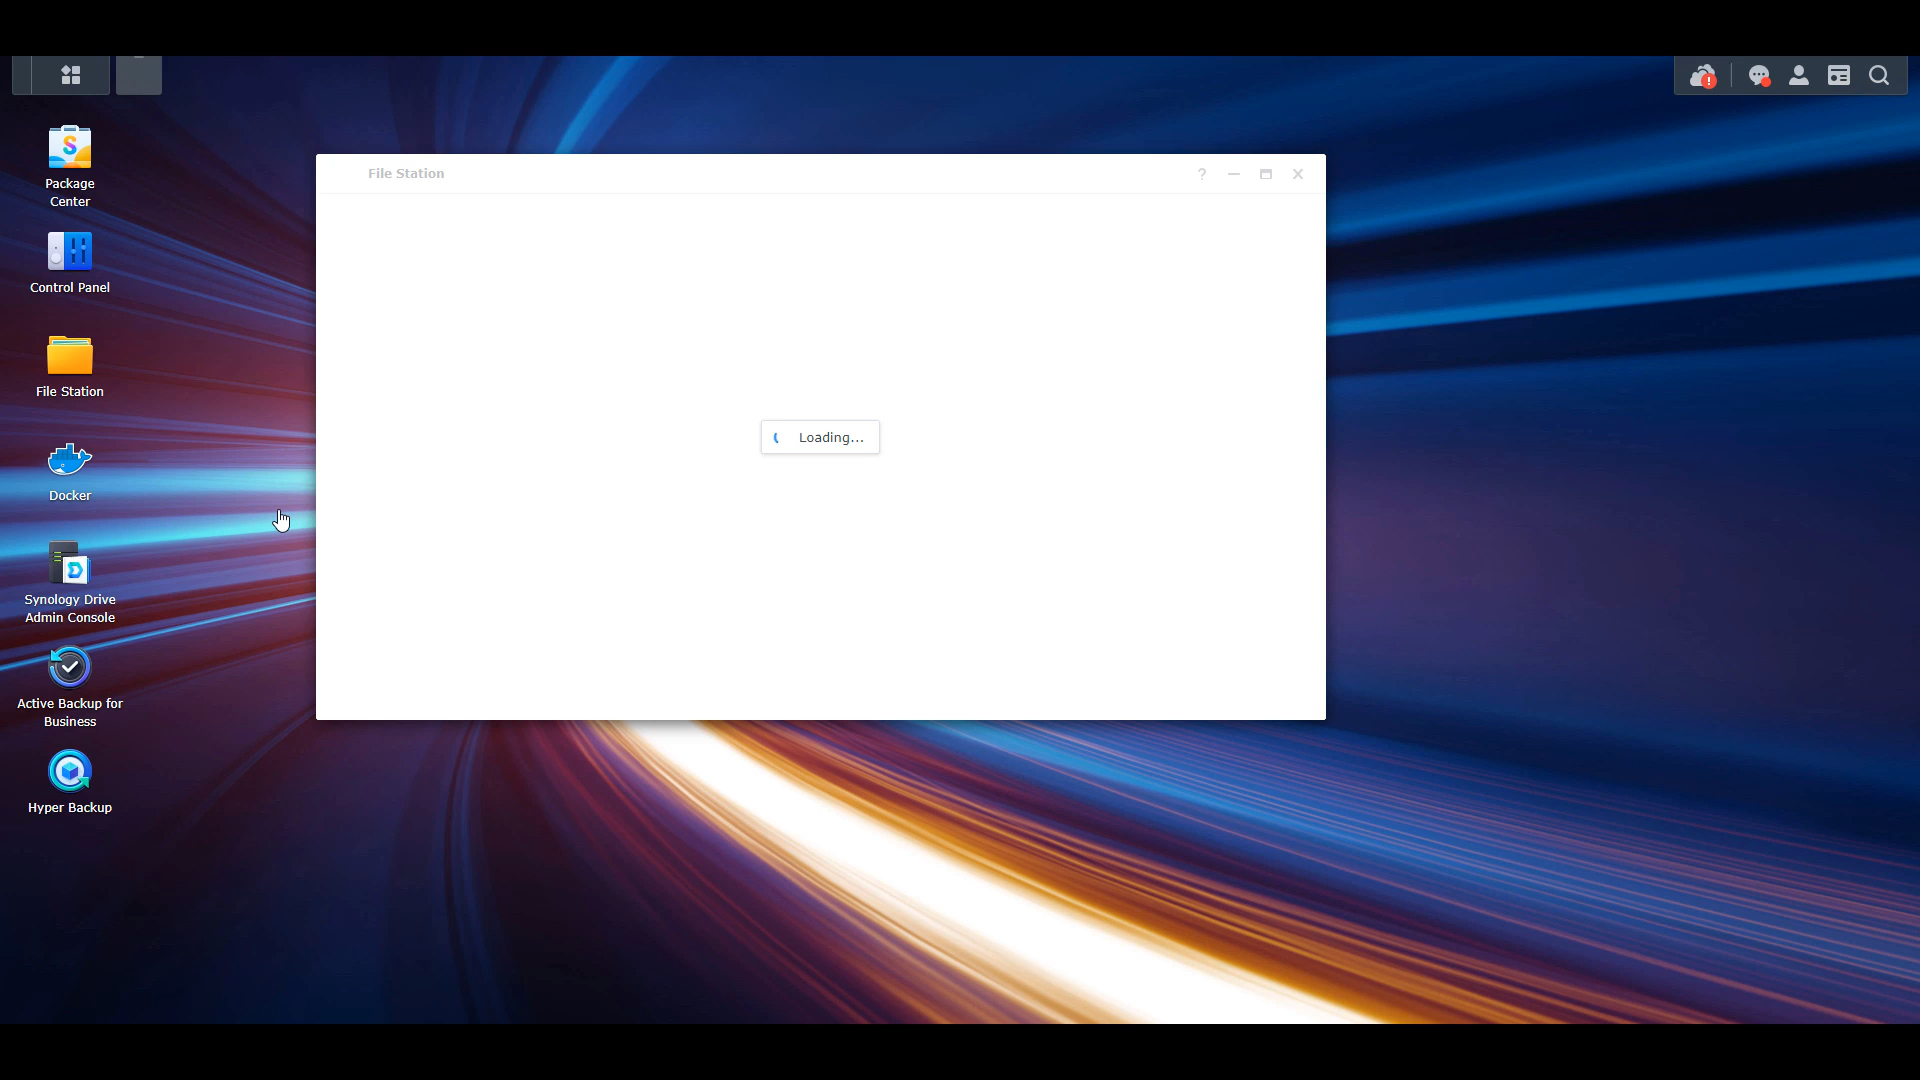 Package
Center
Control Panel
File Station
Docker
Synology Drive
Admin Console
Active Backup for
Business
Hyper Backup
File Station
?
Loading...